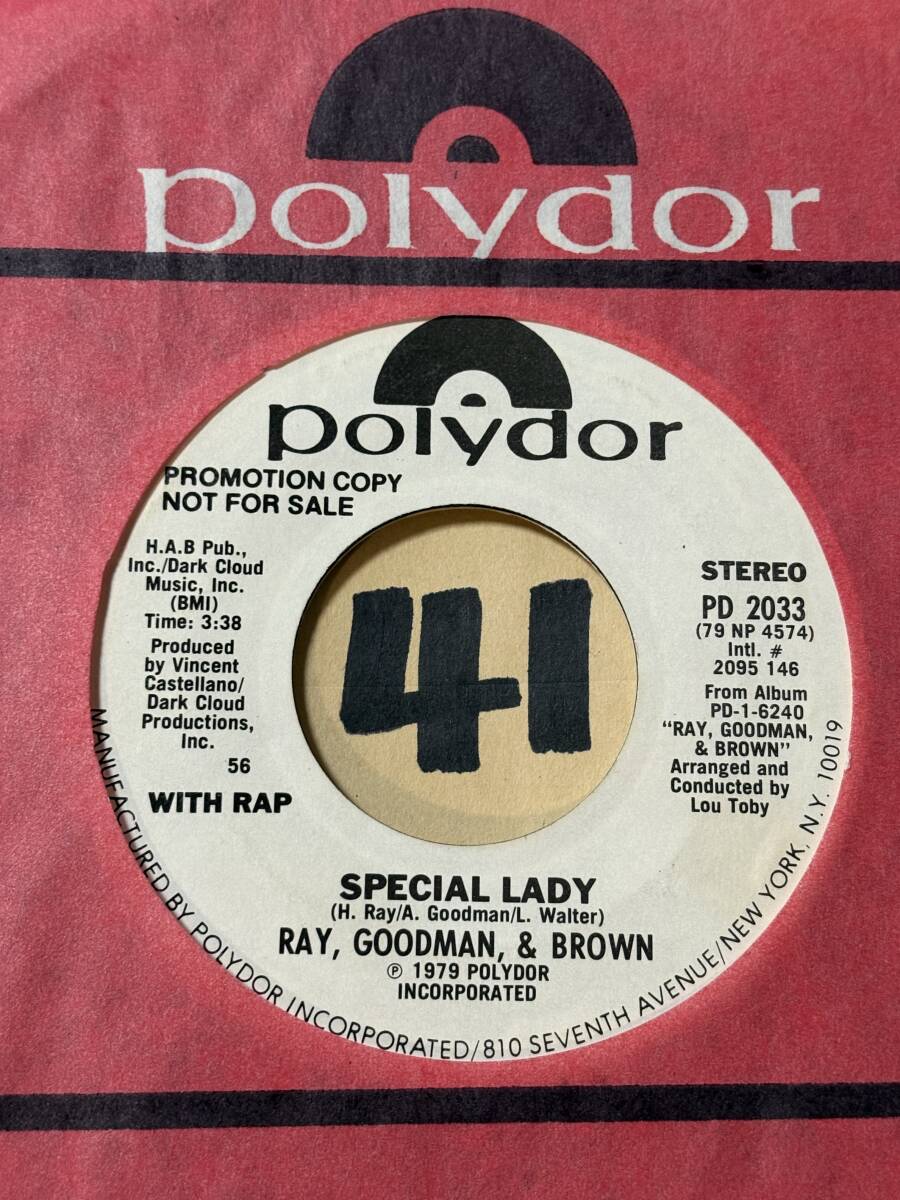 polydor
polydor
PROMOTION COPY
NOT FOR SALE
H.A.B Pub.,
Inc./Dark Cloud
Music, Inc.
(BMI)
Time: 3:38
Produced
by Vincent
Castellano/
Dark Cloud
Productions,
Inc.
56
WITH RAP
41
STEREO
PD 2033
(79 NP 4574)
Intl. #
2095 146
From Album
PD-1-6240
"RAY, GOODMAN,
& BROWN"
Arranged and
Conducted by
Lou Toby
SPECIAL LADY
(H. Ray/A. Goodman/L. Walter)
RAY, GOODMAN, & BROWN
℗ 1979 POLYDOR
INCORPORATED
MANUFACTURED BY POLYDOR INCORPORATED/810 SEVENTH AVENUE/NEW YORK, N.Y. 10019